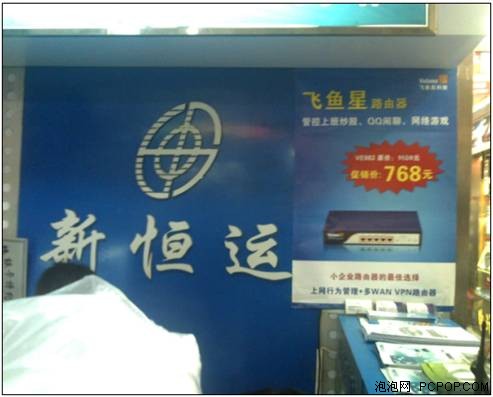 飞鱼星 路由器
管控上班炒股、QQ闲聊、网络游戏
促销价: 768元
小企业路由器的最佳选择
上网行为管理+多WAN VPN路由器
新恒运
泡泡网 PCPOP.COM